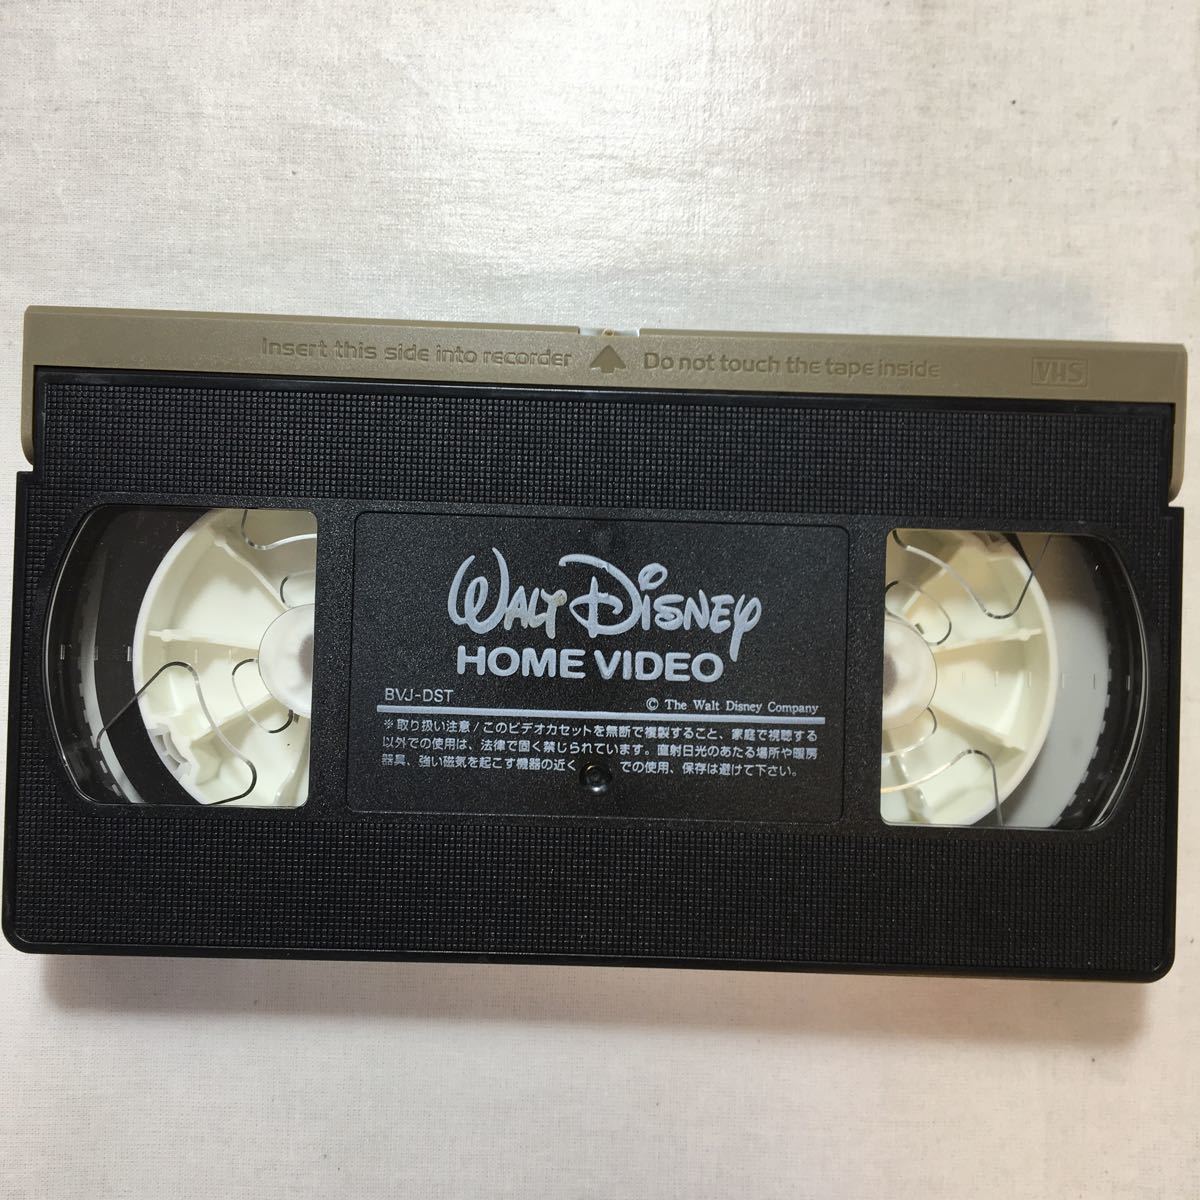 Insert this side into recorder Do not touch the tape inside VHS
WALT DISNEY
HOME VIDEO
BVJ-DST
© The Walt Disney Company
※取り扱い注意/このビデオカセットを無断で複製すること、家庭で視聴する
以外での使用は、法律で固く禁じられています。直射日光のあたる場所や暖房
器具、強い磁気を起こす機器の近く での使用、保存は避けて下さい。